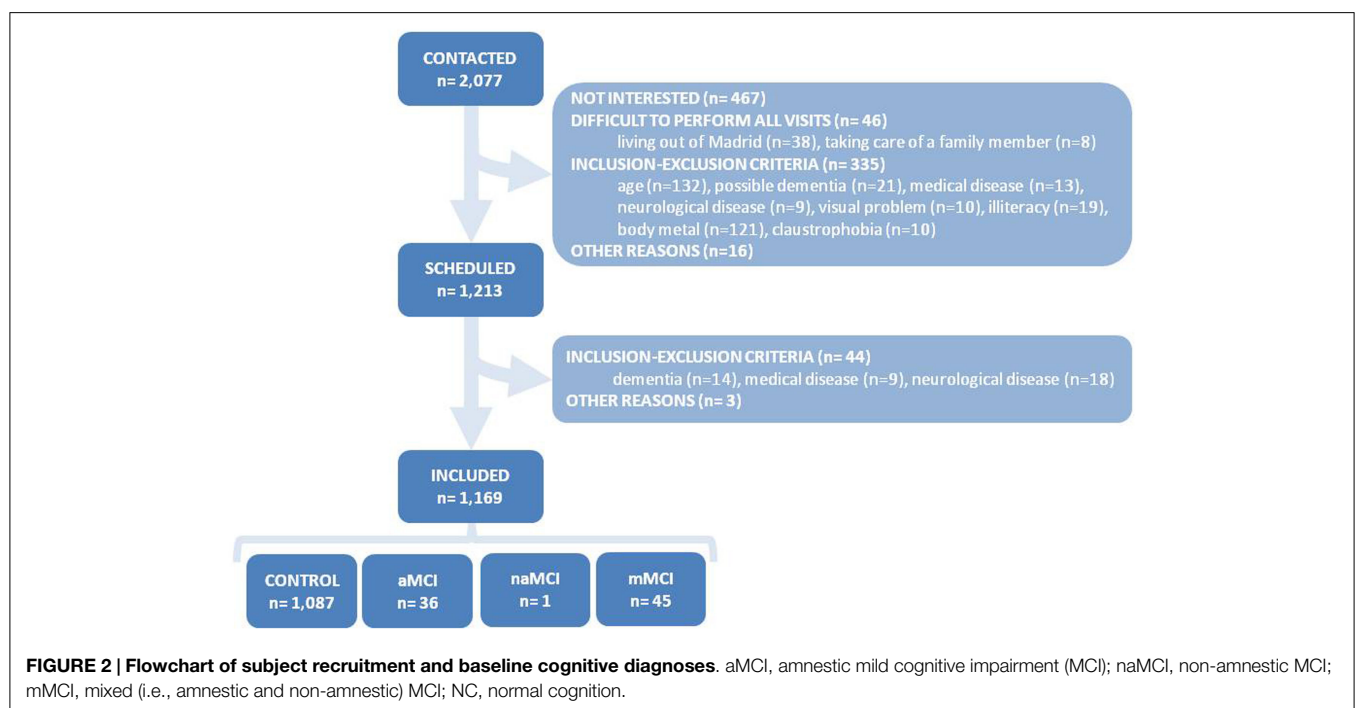 CONTACTED
n= 2,077
NOT INTERESTED (n= 467)
DIFFICULT TO PERFORM ALL VISITS (n= 46)
living out of Madrid (n=38), taking care of a family member (n=8)
INCLUSION-EXCLUSION CRITERIA (n= 335)
age (n=132), possible dementia (n=21), medical disease (n=13),
neurological disease (n=9), visual problem (n=10), illiteracy (n=19),
body metal (n=121), claustrophobia (n=10)
OTHER REASONS (n=16)
SCHEDULED
n= 1,213
INCLUSION-EXCLUSION CRITERIA (n= 44)
dementia (n=14), medical disease (n=9), neurological disease (n=18)
OTHER REASONS (n= 3)
INCLUDED
n= 1,169
CONTROL
n= 1,087
aMCI
n= 36
naMCI
n= 1
mMCI
n= 45
FIGURE 2 | Flowchart of subject recruitment and baseline cognitive diagnoses. aMCI, amnestic mild cognitive impairment (MCI); naMCI, non-amnestic MCI;
mMCI, mixed (i.e., amnestic and non-amnestic) MCI; NC, normal cognition.